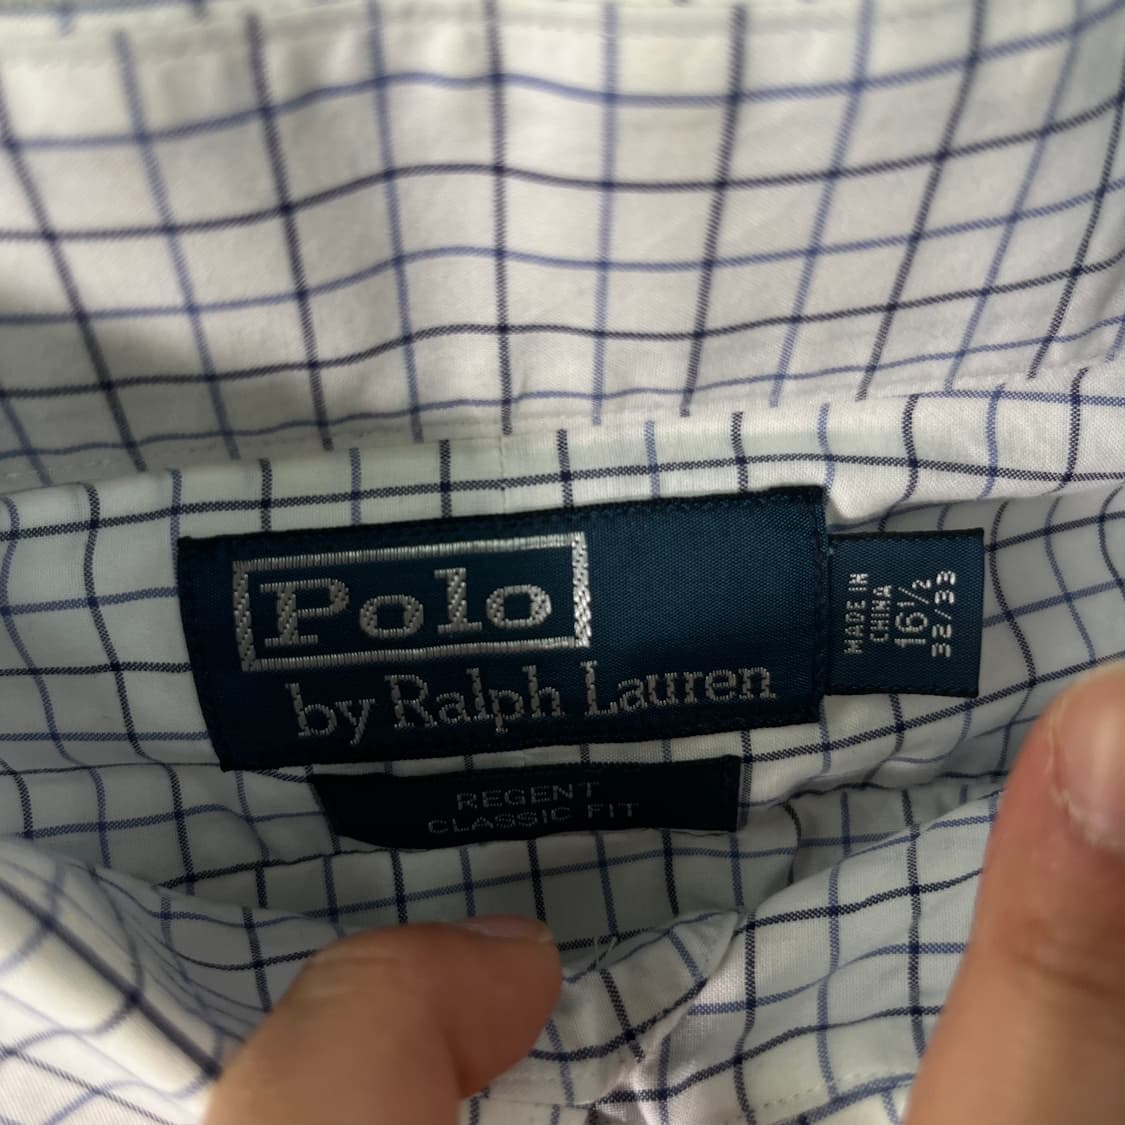 Polo
by Ralph Lauren
REGENT
CLASSIC FIT
MADE IN
CHINA
16½
32/33